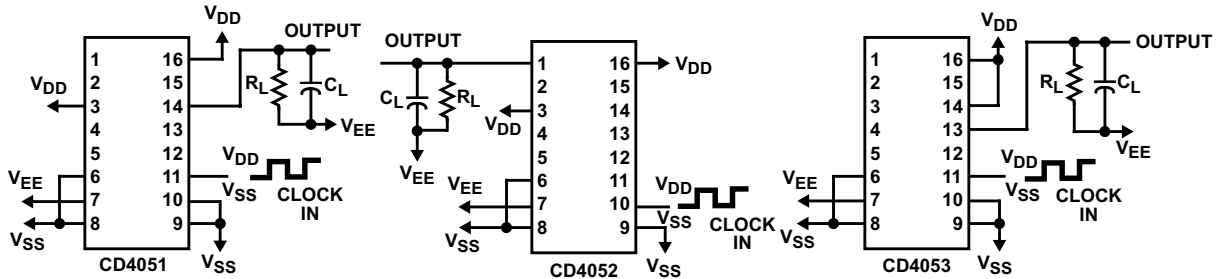 VDD
OUTPUT
1 16
2 15
VDD
3 14
RL
CL
4 13
VEE
5 12
VDD
6 11
VSS
CLOCK
IN
VEE
7 10
8 9
VSS
VSS
CD4051
OUTPUT
1 16
VDD
CL
RL
2 15
3 14
VDD
4 13
VEE
5 12
6 11
VEE
7 10
VDD
VSS
CLOCK
IN
8 9
VSS
VSS
CD4052
VDD
OUTPUT
1 16
2 15
RL
CL
3 14
4 13
VEE
5 12
VDD
6 11
VSS
CLOCK
IN
VEE
7 10
8 9
VSS
VSS
CD4053